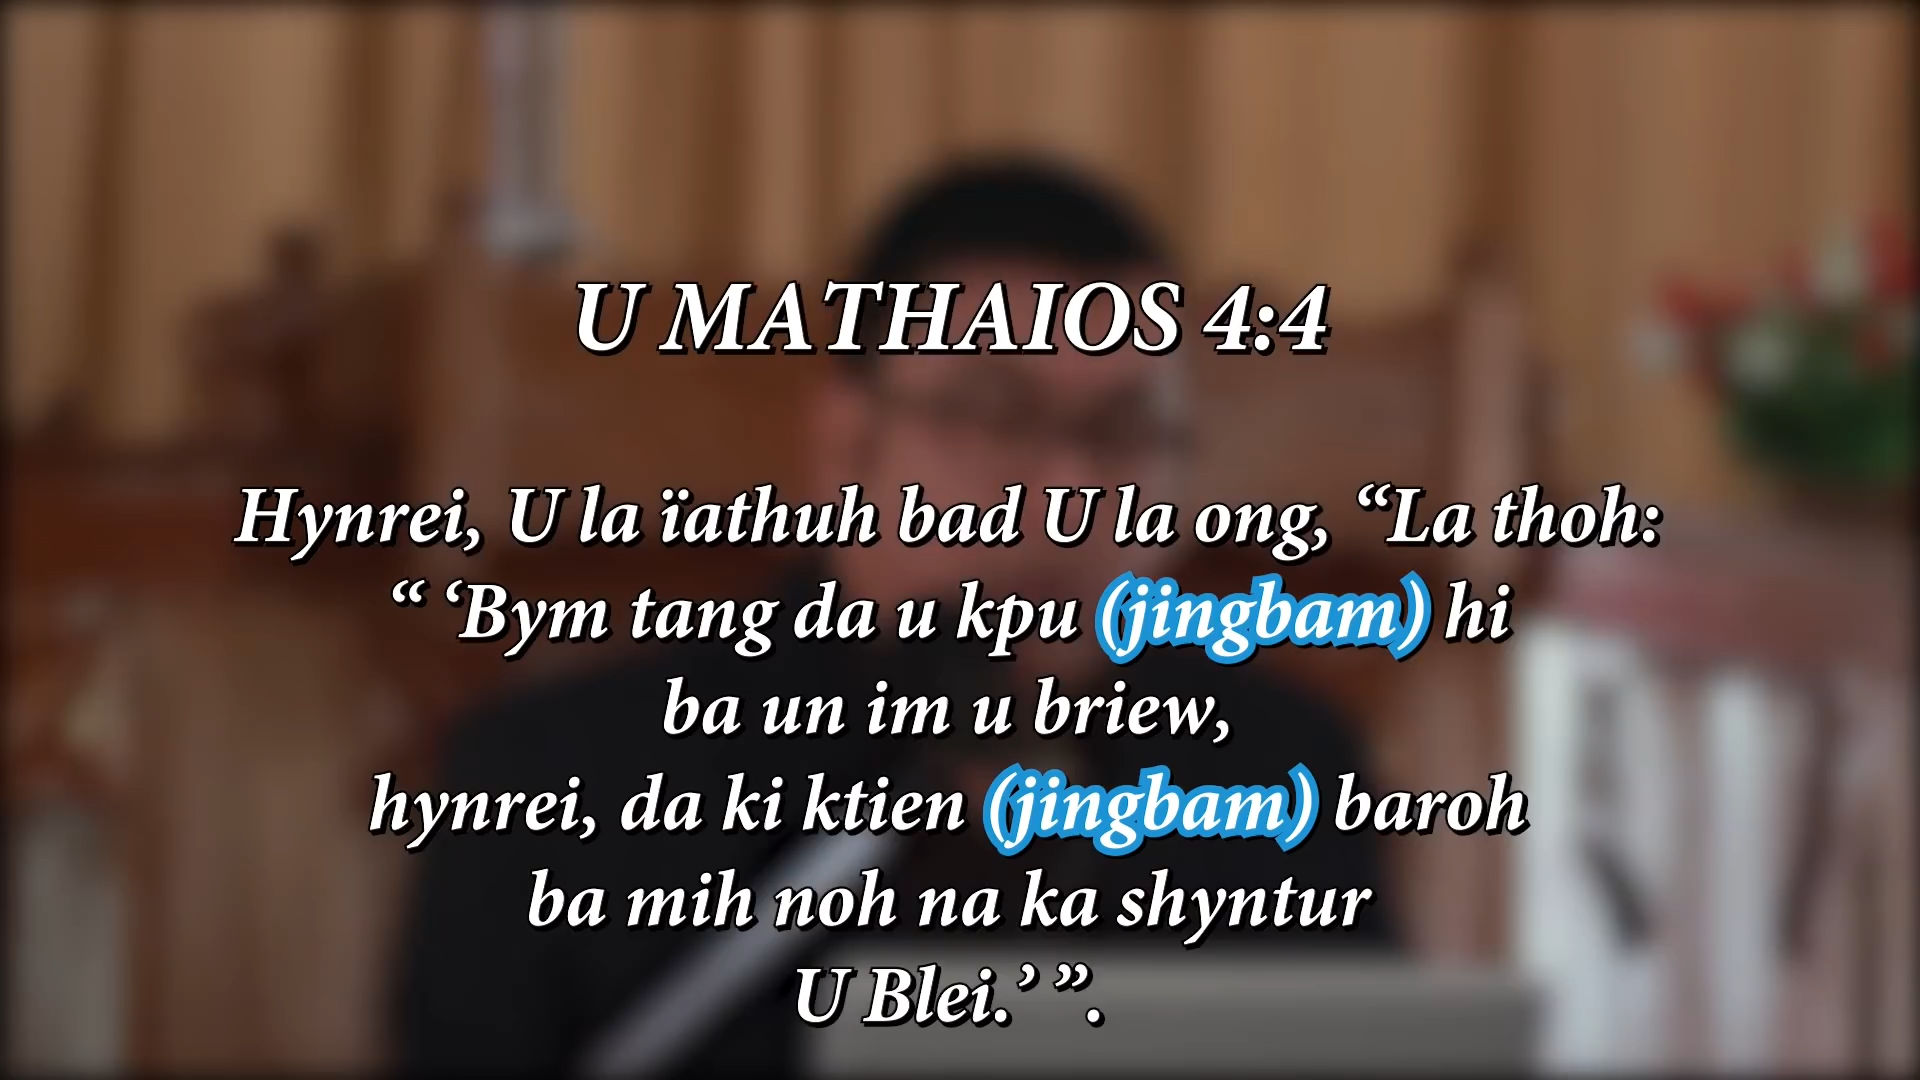 U MATHAIOS 4:4
Hynrei, U la ïathuh bad U la ong, “La thoh:
“ ‘Bym tang da u kpu (jingbam) hi
ba un im u briew,
hynrei, da ki ktien (jingbam) baroh
ba mih noh na ka shyntur
U Blei.’ ”.